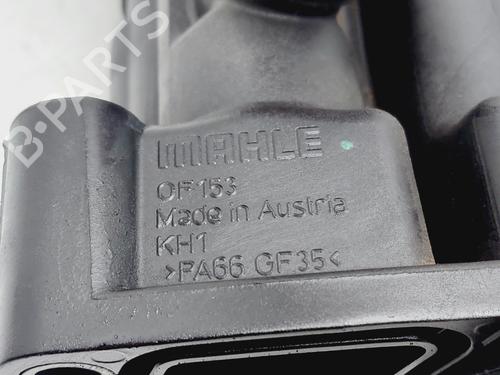 B-PARTS
MAHLE
OF153
Made in Austria
KH1
>PA66 GF35<